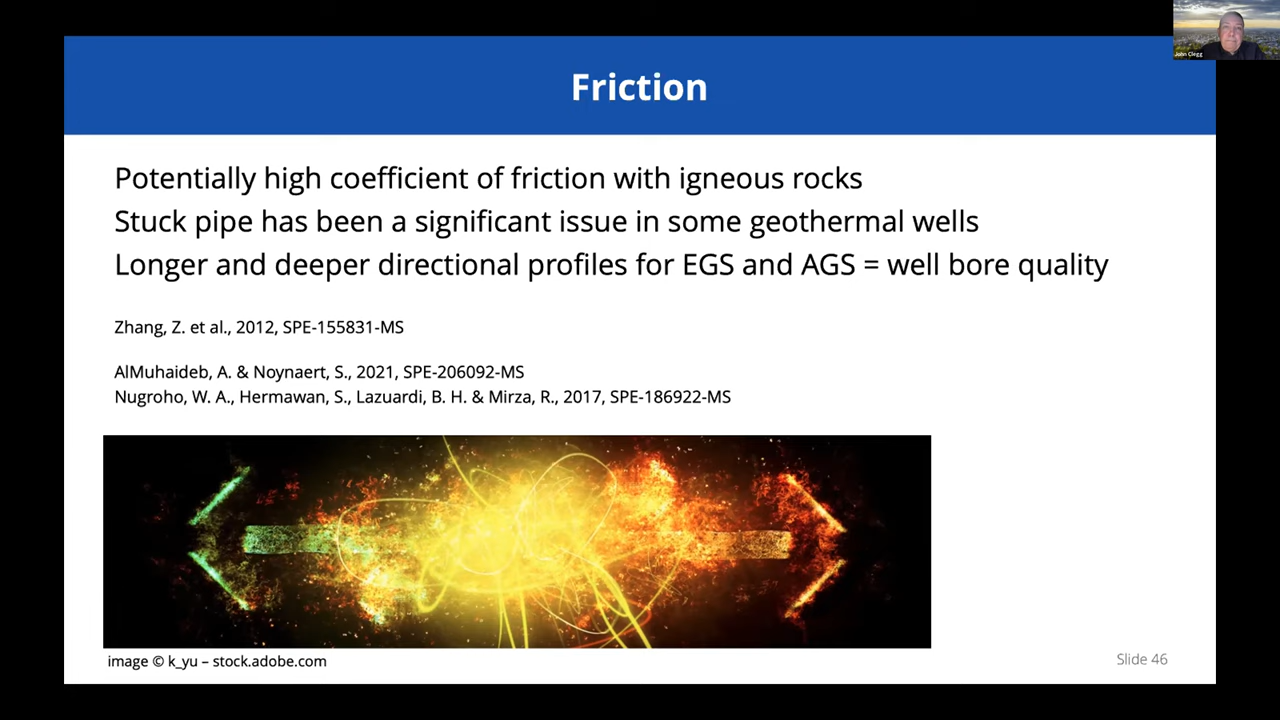 John Clegg
Friction
Potentially high coefficient of friction with igneous rocks
Stuck pipe has been a significant issue in some geothermal wells
Longer and deeper directional profiles for EGS and AGS = well bore quality
Zhang, Z. et al., 2012, SPE-155831-MS
AlMuhaideb, A. & Noynaert, S., 2021, SPE-206092-MS
Nugroho, W. A., Hermawan, S., Lazuardi, B. H. & Mirza, R., 2017, SPE-186922-MS
image © k_yu – stock.adobe.com
Slide 46